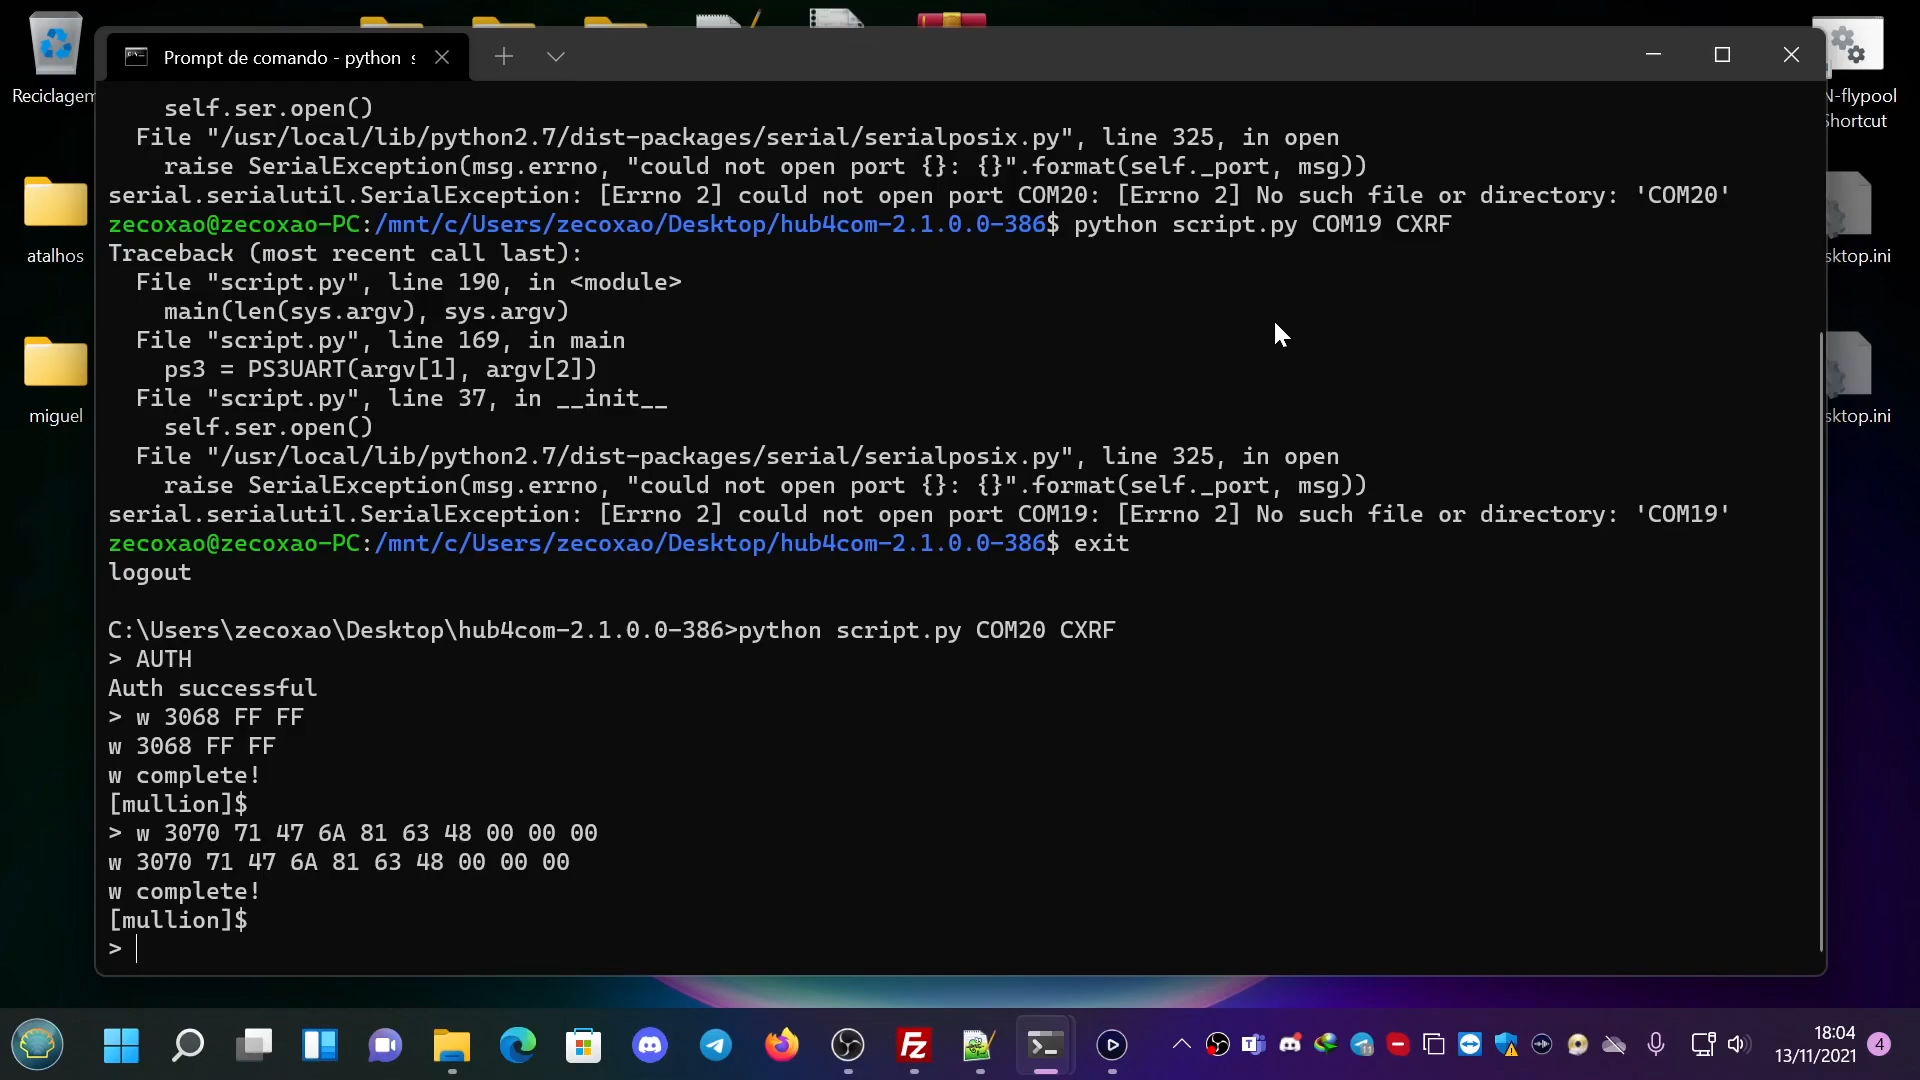 Prompt de comando - python s
Reciclagem
atalhos
miguel
N-flypool
Shortcut
sktop.ini
sktop.ini
self.ser.open()
File "/usr/local/lib/python2.7/dist-packages/serial/serialposix.py", line 325, in open
raise SerialException(msg.errno, "could not open port {}: {}".format(self._port, msg))
serial.serialutil.SerialException: [Errno 2] could not open port COM20: [Errno 2] No such file or directory: 'COM20'
zecoxao@zecoxao-PC:/mnt/c/Users/zecoxao/Desktop/hub4com-2.1.0.0-386$ python script.py COM19 CXRF
Traceback (most recent call last):
File "script.py", line 190, in <module>
main(len(sys.argv), sys.argv)
File "script.py", line 169, in main
ps3 = PS3UART(argv[1], argv[2])
File "script.py", line 37, in __init__
self.ser.open()
File "/usr/local/lib/python2.7/dist-packages/serial/serialposix.py", line 325, in open
raise SerialException(msg.errno, "could not open port {}: {}".format(self._port, msg))
serial.serialutil.SerialException: [Errno 2] could not open port COM19: [Errno 2] No such file or directory: 'COM19'
zecoxao@zecoxao-PC:/mnt/c/Users/zecoxao/Desktop/hub4com-2.1.0.0-386$ exit
logout
C:\Users\zecoxao\Desktop\hub4com-2.1.0.0-386>python script.py COM20 CXRF
> AUTH
Auth successful
> w 3068 FF FF
w 3068 FF FF
w complete!
[mullion]$
> w 3070 71 47 6A 81 63 48 00 00 00
w 3070 71 47 6A 81 63 48 00 00 00
w complete!
[mullion]$
>
18:04
13/11/2021
4